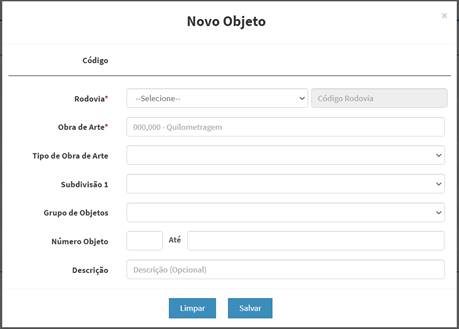 Novo Objeto
×
Código
Rodovia* --Selecione-- Código Rodovia
Obra de Arte* 000,000 - Quilometragem
Tipo de Obra de Arte
Subdivisão 1
Grupo de Objetos
Número Objeto Até
Descrição Descrição (Opcional)
Limpar Salvar